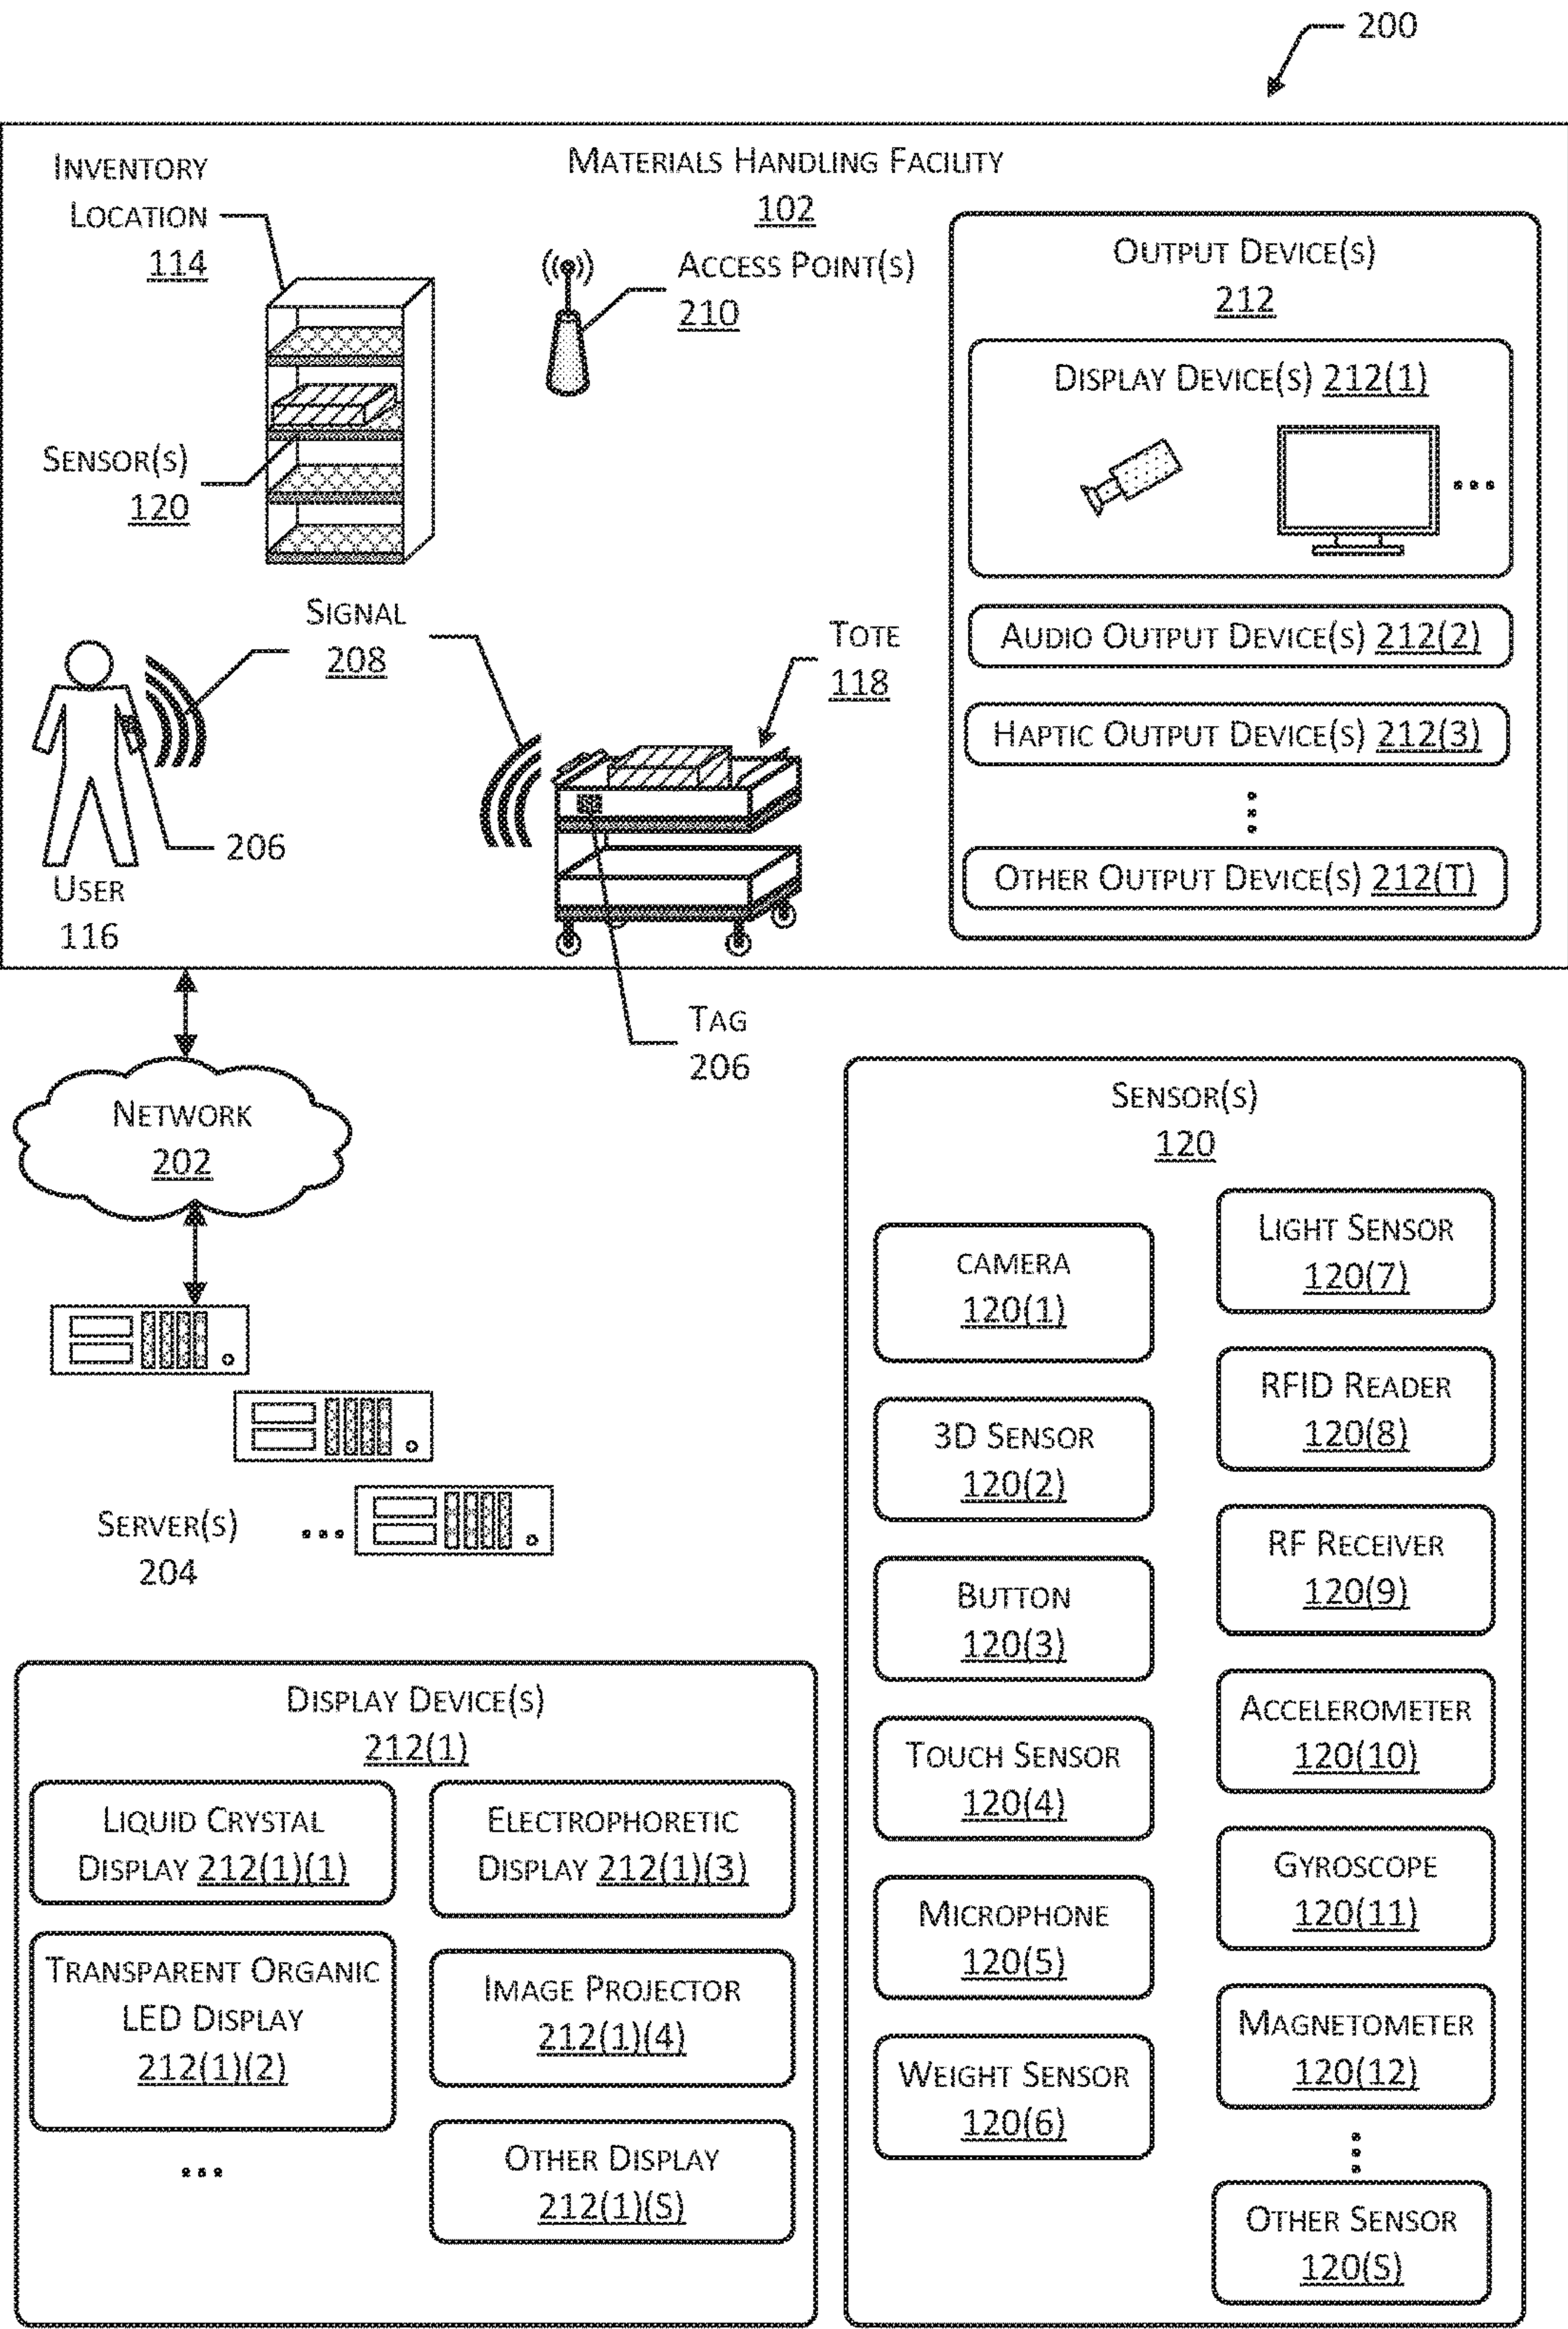 200
INVENTORY
LOCATION
114
MATERIALS HANDLING FACILITY
102
ACCESS POINT(S)
210
SENSOR(S)
120
OUTPUT DEVICE(S)
212
DISPLAY DEVICE(S) 212(1)
...
AUDIO OUTPUT DEVICE(S) 212(2)
HAPTIC OUTPUT DEVICE(S) 212(3)
...
OTHER OUTPUT DEVICE(S) 212(T)
SIGNAL
208
TOTE
118
206
USER
116
TAG
206
NETWORK
202
SERVER(S)
204
...
DISPLAY DEVICE(S)
212(1)
LIQUID CRYSTAL
DISPLAY 212(1)(1)
TRANSPARENT ORGANIC
LED DISPLAY
212(1)(2)
...
ELECTROPHORETIC
DISPLAY 212(1)(3)
IMAGE PROJECTOR
212(1)(4)
OTHER DISPLAY
212(1)(S)
SENSOR(S)
120
CAMERA
120(1)
3D SENSOR
120(2)
BUTTON
120(3)
TOUCH SENSOR
120(4)
MICROPHONE
120(5)
WEIGHT SENSOR
120(6)
LIGHT SENSOR
120(7)
RFID READER
120(8)
RF RECEIVER
120(9)
ACCELEROMETER
120(10)
GYROSCOPE
120(11)
MAGNETOMETER
120(12)
...
OTHER SENSOR
120(S)